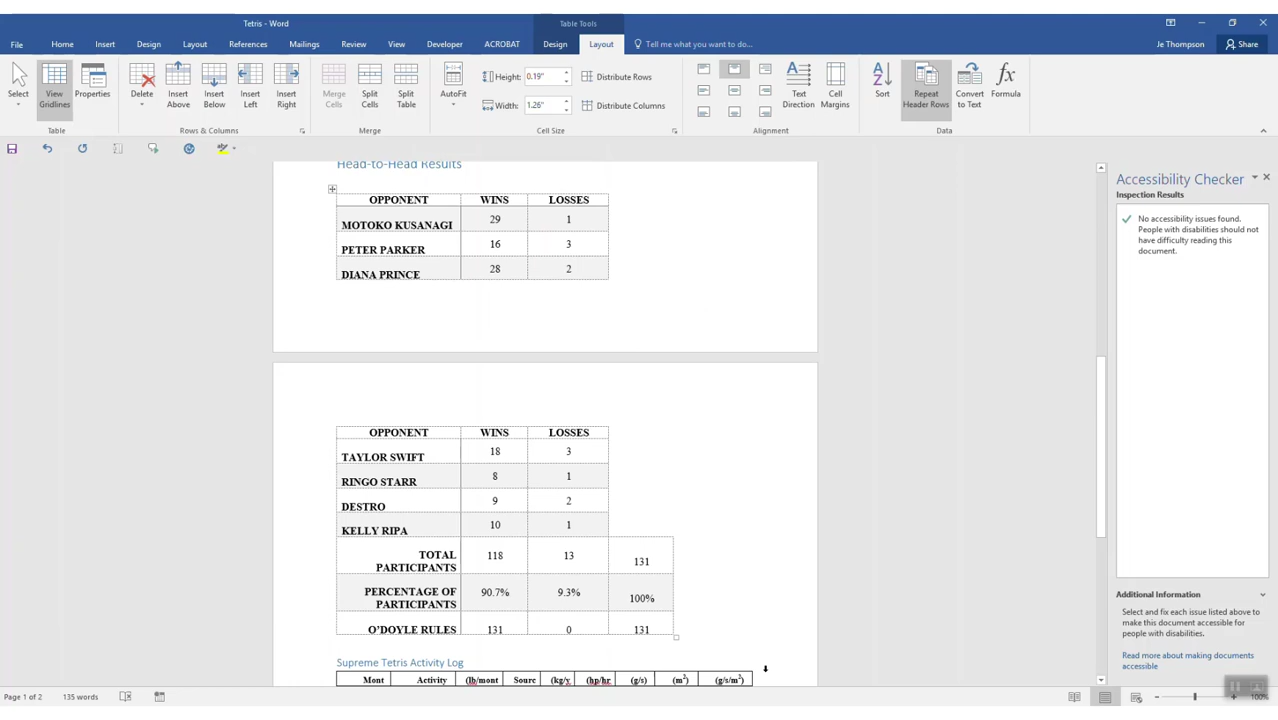 Tetris - Word
Table Tools
File Home Insert Design Layout References Mailings Review View Developer ACROBAT Design Layout Tell me what you want to do... Je Thompson Share
Select
View Gridlines
Properties
Table
Delete
Insert Above
Insert Below
Insert Left
Insert Right
Rows & Columns
Merge Cells
Split Cells
Split Table
Merge
AutoFit
Height: 0.19"
Width: 1.26"
Distribute Rows
Distribute Columns
Cell Size
Text Direction
Cell Margins
Alignment
Sort
Repeat Header Rows
Convert to Text
Formula
Data
Head-to-Head Results
OPPONENT WINS LOSSES
MOTOKO KUSANAGI 29 1
PETER PARKER 16 3
DIANA PRINCE 28 2
OPPONENT WINS LOSSES
TAYLOR SWIFT 18 3
RINGO STARR 8 1
DESTRO 9 2
KELLY RIPA 10 1
TOTAL PARTICIPANTS 118 13 131
PERCENTAGE OF PARTICIPANTS 90.7% 9.3% 100%
O'DOYLE RULES 131 0 131
Supreme Tetris Activity Log
Mont Activity (lb/mont Sourc (kg/y (hp/hr (g/s) (m²) (g/s/m²)
Accessibility Checker
Inspection Results
No accessibility issues found.
People with disabilities should not
have difficulty reading this
document.
Additional Information
Select and fix each issue listed above to
make this document accessible for
people with disabilities.
Read more about making documents
accessible
Page 1 of 2 135 words 100%